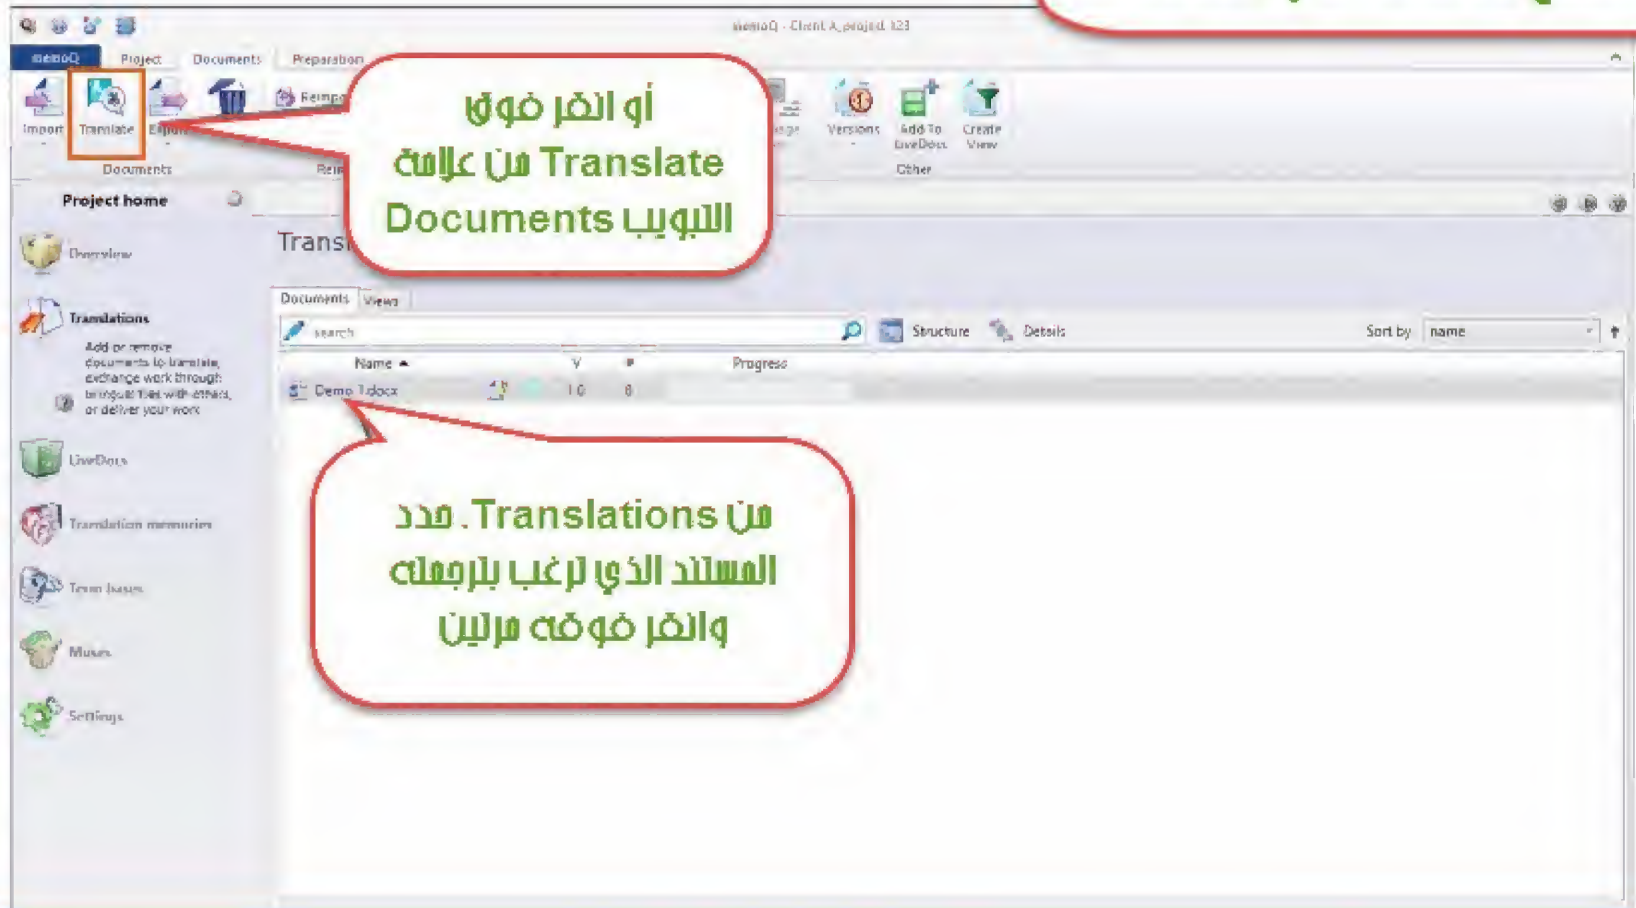 memoQ - Client A_project 123
memoQ Project Documents Preparation
Import Translate Versions Add To LiveDocs Create View
Documents Other
أو انقر فوق
Translate من علامة
التبويب Documents
Project home
Overview
Translations
Add or remove
documents to translate,
exchange work through
bilingual files with others,
or deliver your work
LiveDocs
Translation memories
Term bases
Muses
Settings
Documents Views
search Structure Details Sort by name
Name V # Progress
Demo 1.docx
من Translations. حدد
المستند الذي ترغب بترجمته
وانقر فوقه مرتين